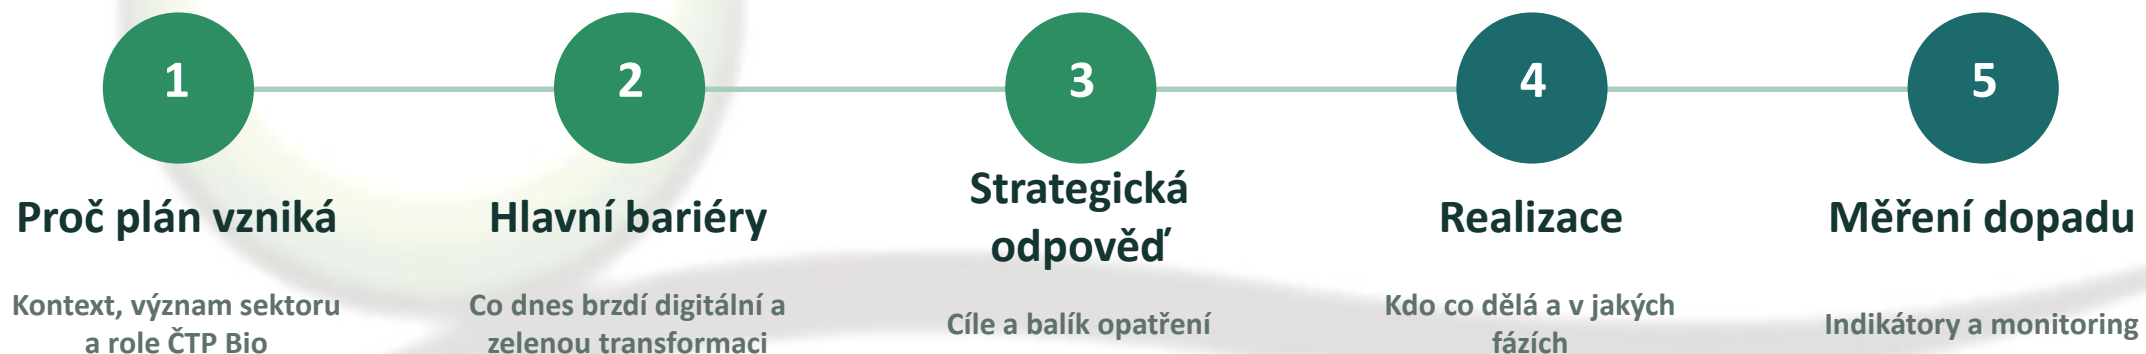 1
Proč plán vzniká
Kontext, význam sektoru
a role ČTP Bio
2
Hlavní bariéry
Co dnes brzdí digitální a
zelenou transformaci
3
Strategická
odpověď
Cíle a balík opatření
4
Realizace
Kdo co dělá a v jakých
fázích
5
Měření dopadu
Indikátory a monitoring